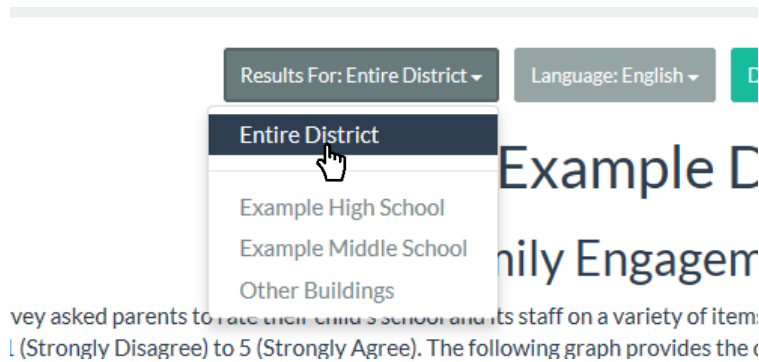 Results For: Entire District
Language: English
D
Entire District
Example D
Example High School
Example Middle School
nily Engagem
Other Buildings
vey asked parents to rate their child's school and its staff on a variety of items
1 (Strongly Disagree) to 5 (Strongly Agree). The following graph provides the